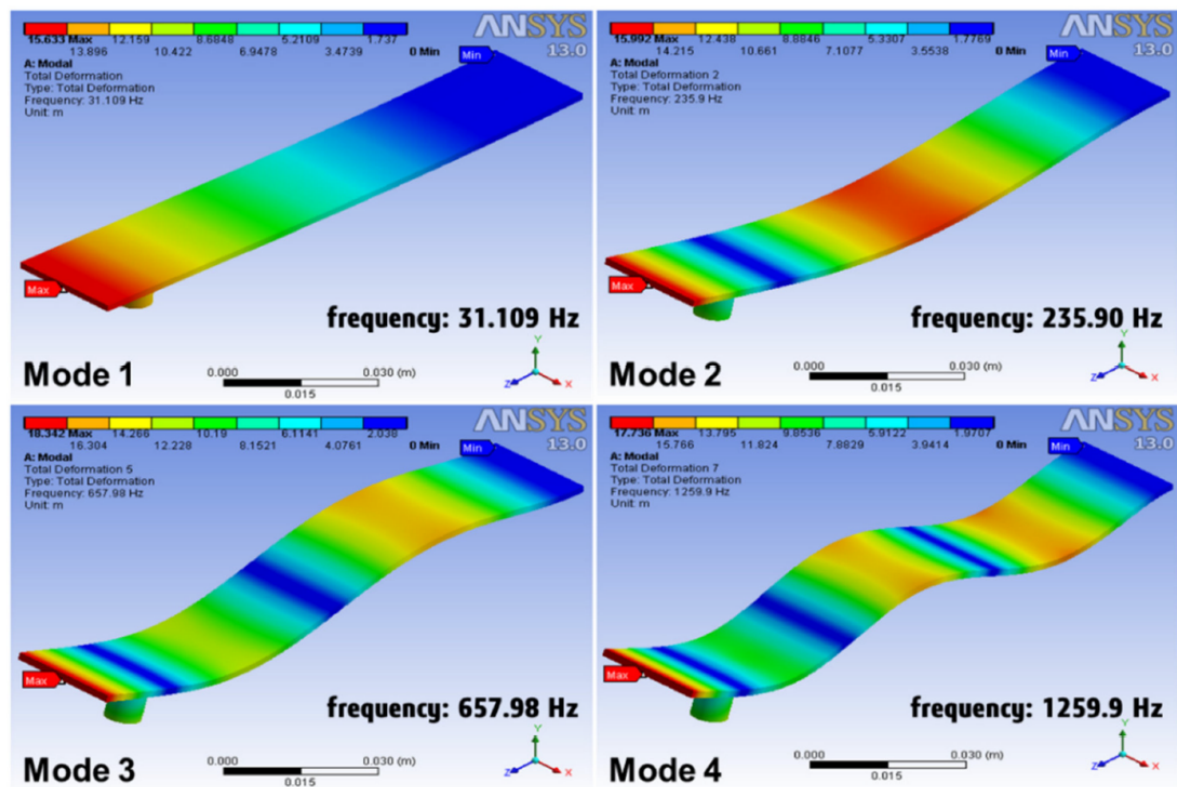 ANSYS
13.0
15.633 Max 12.159 8.6848 5.2109 1.737
13.896 10.422 6.9478 3.4739 0 Min
A: Modal
Total Deformation
Type: Total Deformation
Frequency: 31.109 Hz
Unit: m
Min
Max
frequency: 31.109 Hz
Mode 1
0.000 0.030 (m)
0.015
Y
Z X
ANSYS
13.0
15.992 Max 12.438 8.8846 5.3307 1.7769
14.215 10.661 7.1077 3.5538 0 Min
A: Modal
Total Deformation 2
Type: Total Deformation
Frequency: 235.9 Hz
Unit: m
Min
Max
frequency: 235.90 Hz
Mode 2
0.000 0.030 (m)
0.015
Y
Z X
ANSYS
13.0
18.342 Max 14.266 10.19 6.1141 2.038
16.304 12.228 8.1521 4.0761 0 Min
A: Modal
Total Deformation 5
Type: Total Deformation
Frequency: 657.98 Hz
Unit: m
Min
Max
frequency: 657.98 Hz
Mode 3
0.000 0.030 (m)
0.015
Y
Z X
ANSYS
13.0
17.736 Max 13.795 9.8536 5.9122 1.9707
15.766 11.824 7.8829 3.9414 0 Min
A: Modal
Total Deformation 7
Type: Total Deformation
Frequency: 1259.9 Hz
Unit: m
Min
Max
frequency: 1259.9 Hz
Mode 4
0.000 0.030 (m)
0.015
Y
Z X